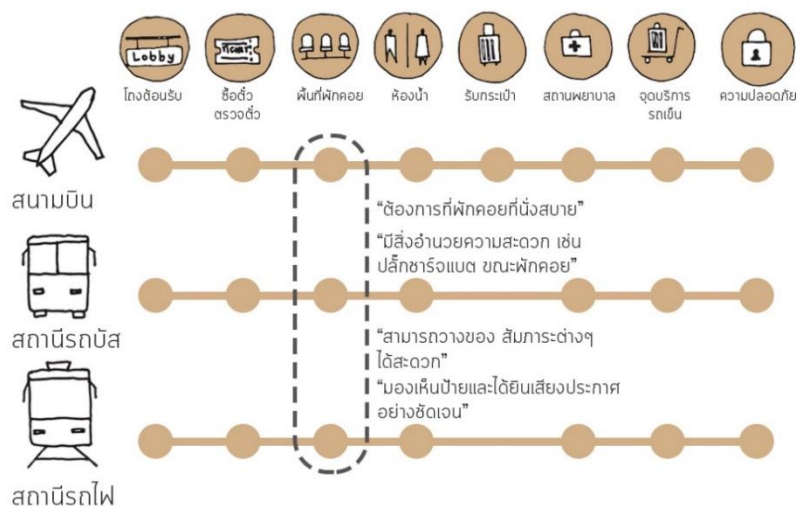 Lobby
TICKET
โถงต้อนรับ
ซื้อตั๋ว
ตรวจตั๋ว
พื้นที่พักคอย
ห้องน้ำ
รับกระเป๋า
สถานพยาบาล
จุดบริการ
รถเข็น
ความปลอดภัย
สนามบิน
“ต้องการที่พักคอยที่นั่งสบาย”
“มีสิ่งอำนวยความสะดวก เช่น
ปลั๊กชาร์จแบต ขณะพักคอย”
สถานีรถบัส
“สามารถวางของ สัมภาระต่างๆ
ได้สะดวก”
“มองเห็นป้ายและได้ยินเสียงประกาศ
อย่างชัดเจน”
สถานีรถไฟ